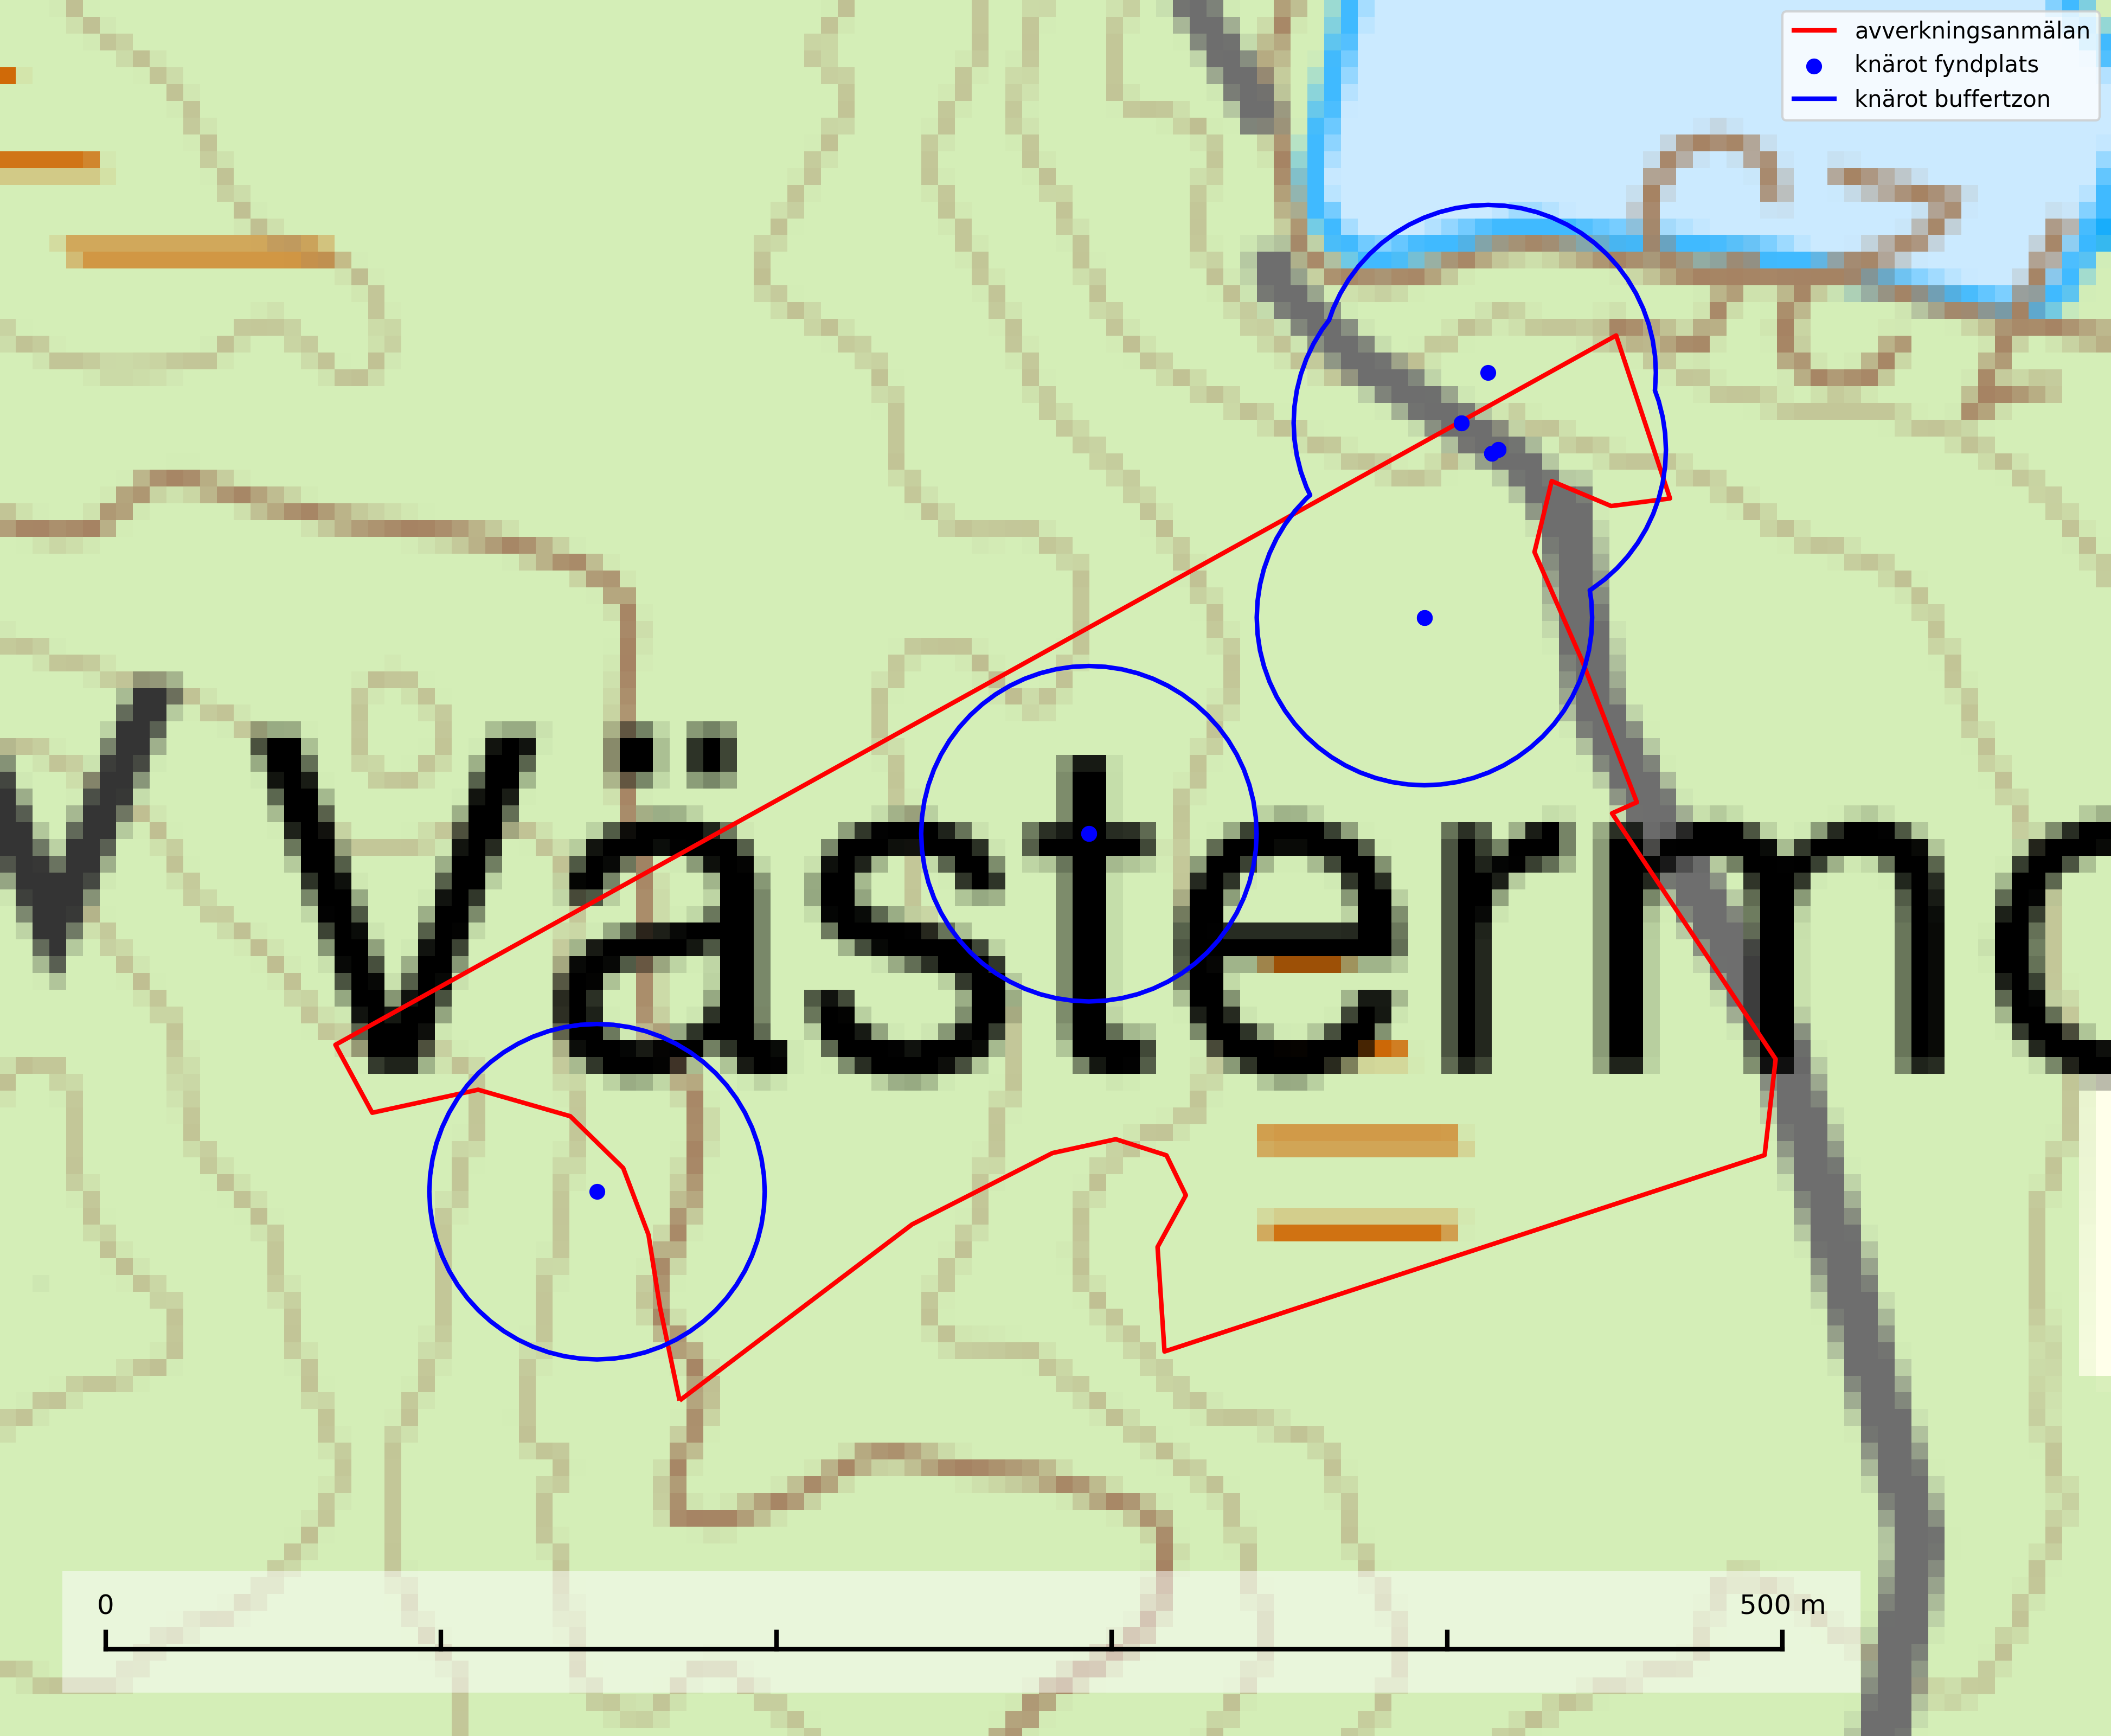 avverkningsanmälan
knärot fyndplats
knärot buffertzon
0
500 m